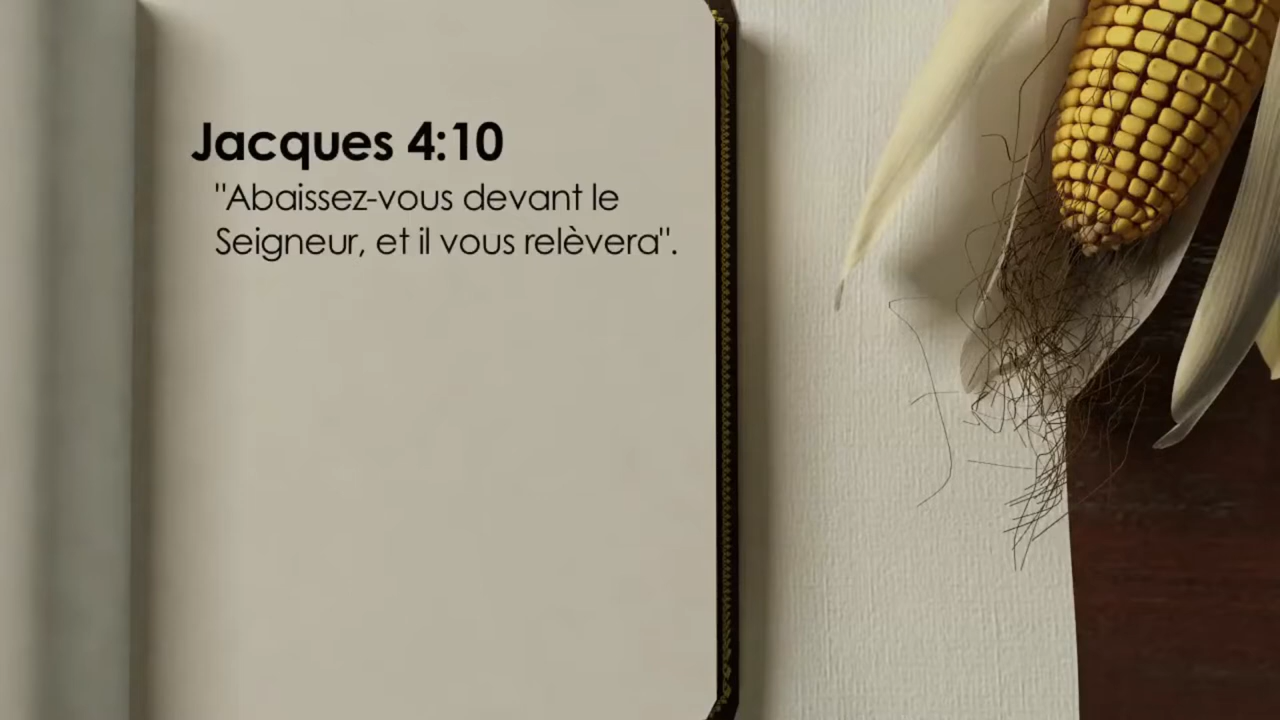 Jacques 4:10
"Abaissez-vous devant le
Seigneur, et il vous relèvera".